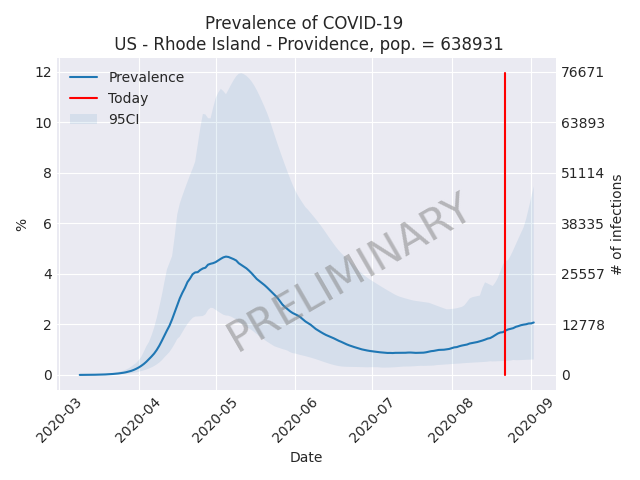 Prevalence of COVID-19
US - Rhode Island - Providence, pop. = 638931
Prevalence
Today
95CI
PRELIMINARY
%
12
10
8
6
4
2
0
76671
63893
51114
38335
25557
12778
0
# of infections
2020-03
2020-04
2020-05
2020-06
2020-07
2020-08
2020-09
Date